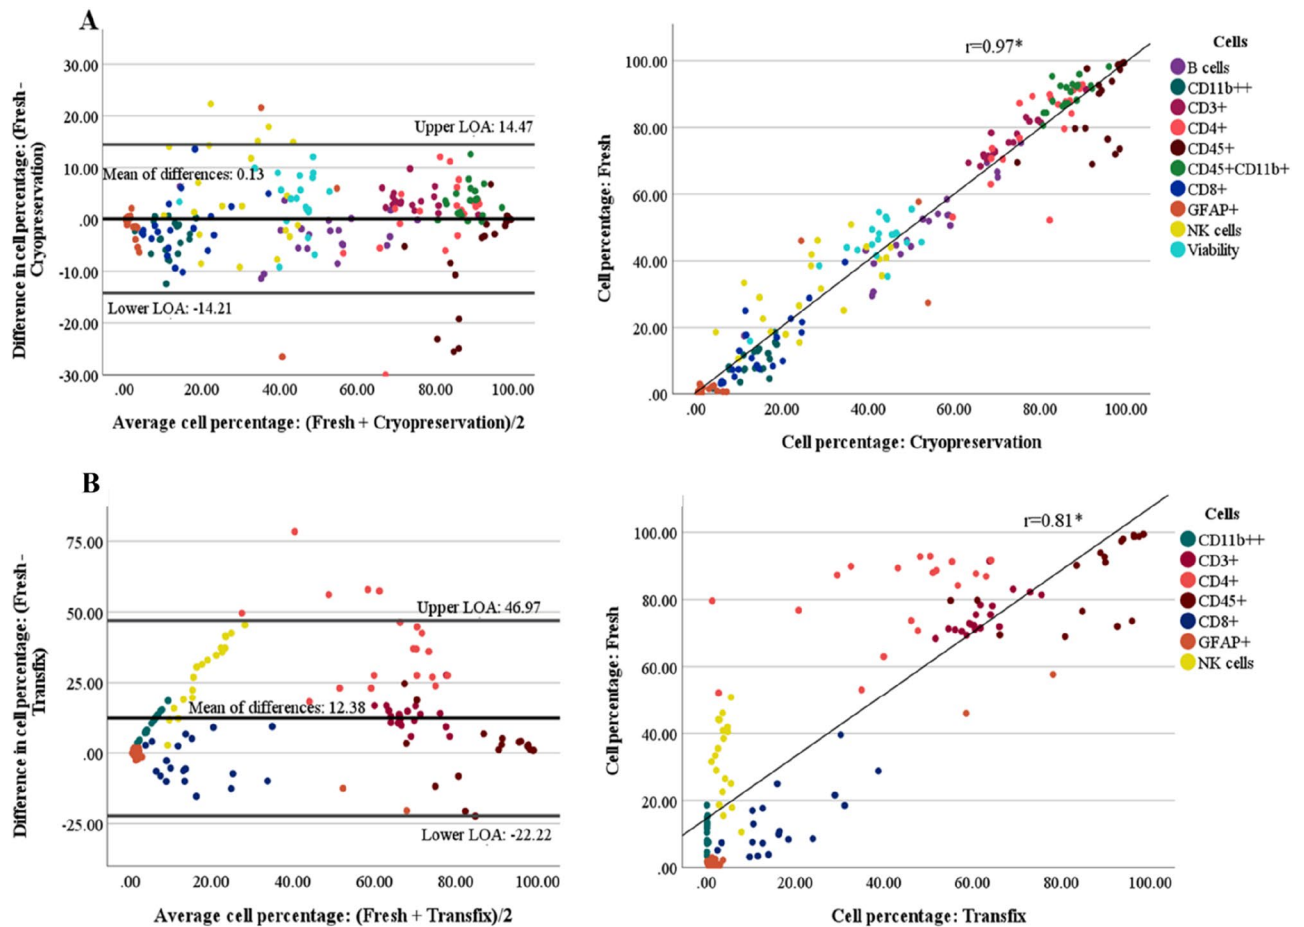 A
Difference in cell percentage: (Fresh -
Cryopreservation)
30.00
20.00
10.00
.00
-10.00
-20.00
-30.00
Upper LOA: 14.47
Mean of differences: 0.13
Lower LOA: -14.21
.00 20.00 40.00 60.00 80.00 100.00
Average cell percentage: (Fresh + Cryopreservation)/2
Cell percentage: Fresh
100.00
80.00
60.00
40.00
20.00
.00
r=0.97*
.00 20.00 40.00 60.00 80.00 100.00
Cell percentage: Cryopreservation
Cells
B cells
CD11b++
CD3+
CD4+
CD45+
CD45+CD11b+
CD8+
GFAP+
NK cells
Viability
B
Difference in cell percentage: (Fresh -
Transfix)
75.00
50.00
25.00
.00
-25.00
Upper LOA: 46.97
Mean of differences: 12.38
Lower LOA: -22.22
.00 20.00 40.00 60.00 80.00 100.00
Average cell percentage: (Fresh + Transfix)/2
Cell percentage: Fresh
100.00
80.00
60.00
40.00
20.00
.00
r=0.81*
.00 20.00 40.00 60.00 80.00 100.00
Cell percentage: Transfix
Cells
CD11b++
CD3+
CD4+
CD45+
CD8+
GFAP+
NK cells